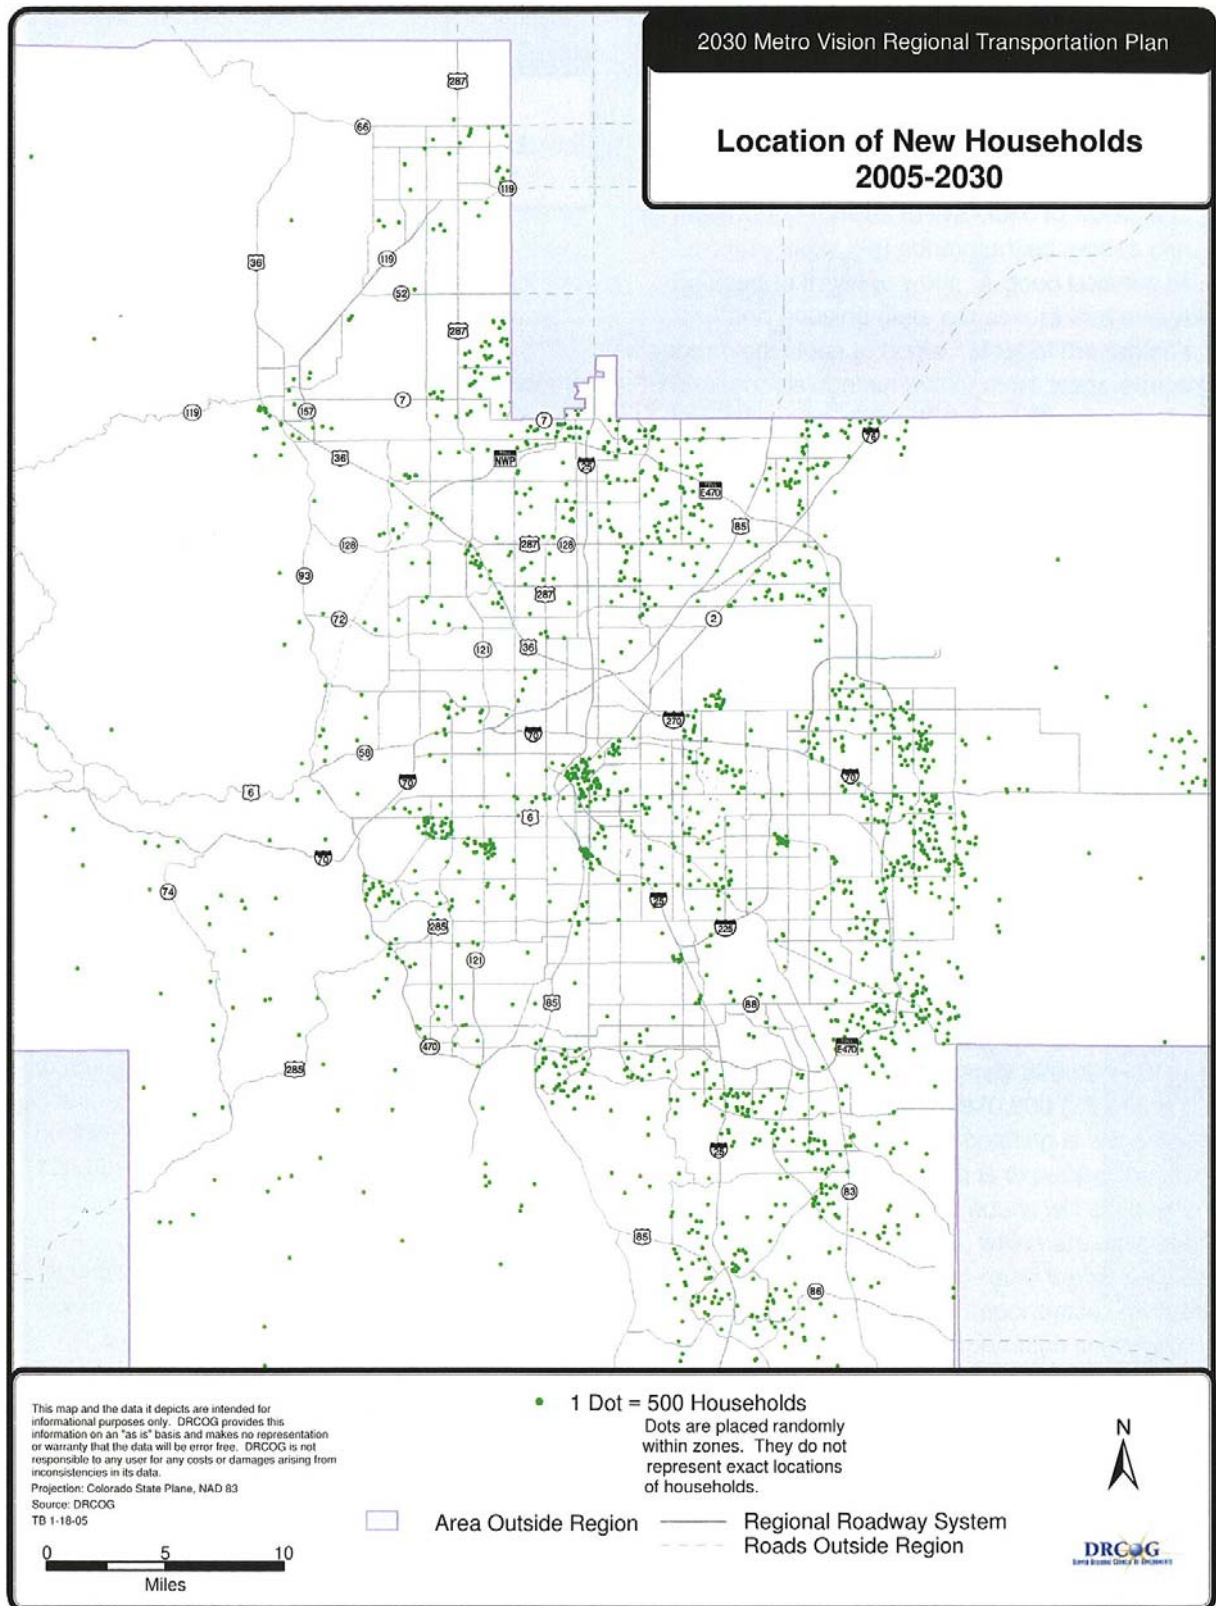 2030 Metro Vision Regional Transportation Plan
Location of New Households
2005-2030
287
66
119
36
119
52
287
119
157
7
7
36
NWP
25
76
E470
85
128
287
128
93
287
72
2
121
36
270
58
70
70
70
6
6
70
74
25
285
225
121
85
88
470
E470
285
25
83
85
86
This map and the data it depicts are intended for
informational purposes only. DRCOG provides this
information on an "as is" basis and makes no representation
or warranty that the data will be error free. DRCOG is not
responsible to any user for any costs or damages arising from
inconsistencies in its data.
Projection: Colorado State Plane, NAD 83
Source: DRCOG
TB 1-18-05
0 5 10
Miles
1 Dot = 500 Households
Dots are placed randomly
within zones. They do not
represent exact locations
of households.
Area Outside Region
Regional Roadway System
Roads Outside Region
N
DRCOG